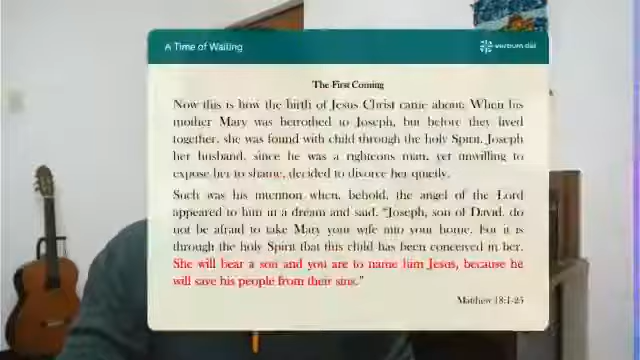 A Time of Waiting
verbum dei
The First Coming
Now this is how the birth of Jesus Christ came about: When his
mother Mary was betrothed to Joseph, but before they lived
together, she was found with child through the holy Spirit. Joseph
her husband, since he was a righteous man, yet unwilling to
expose her to shame, decided to divorce her quietly.
Such was his intention when, behold, the angel of the Lord
appeared to him in a dream and said, "Joseph, son of David, do
not be afraid to take Mary your wife into your home. For it is
through the holy Spirit that this child has been conceived in her.
She will bear a son and you are to name him Jesus, because he
will save his people from their sins."
Matthew 18:1-25